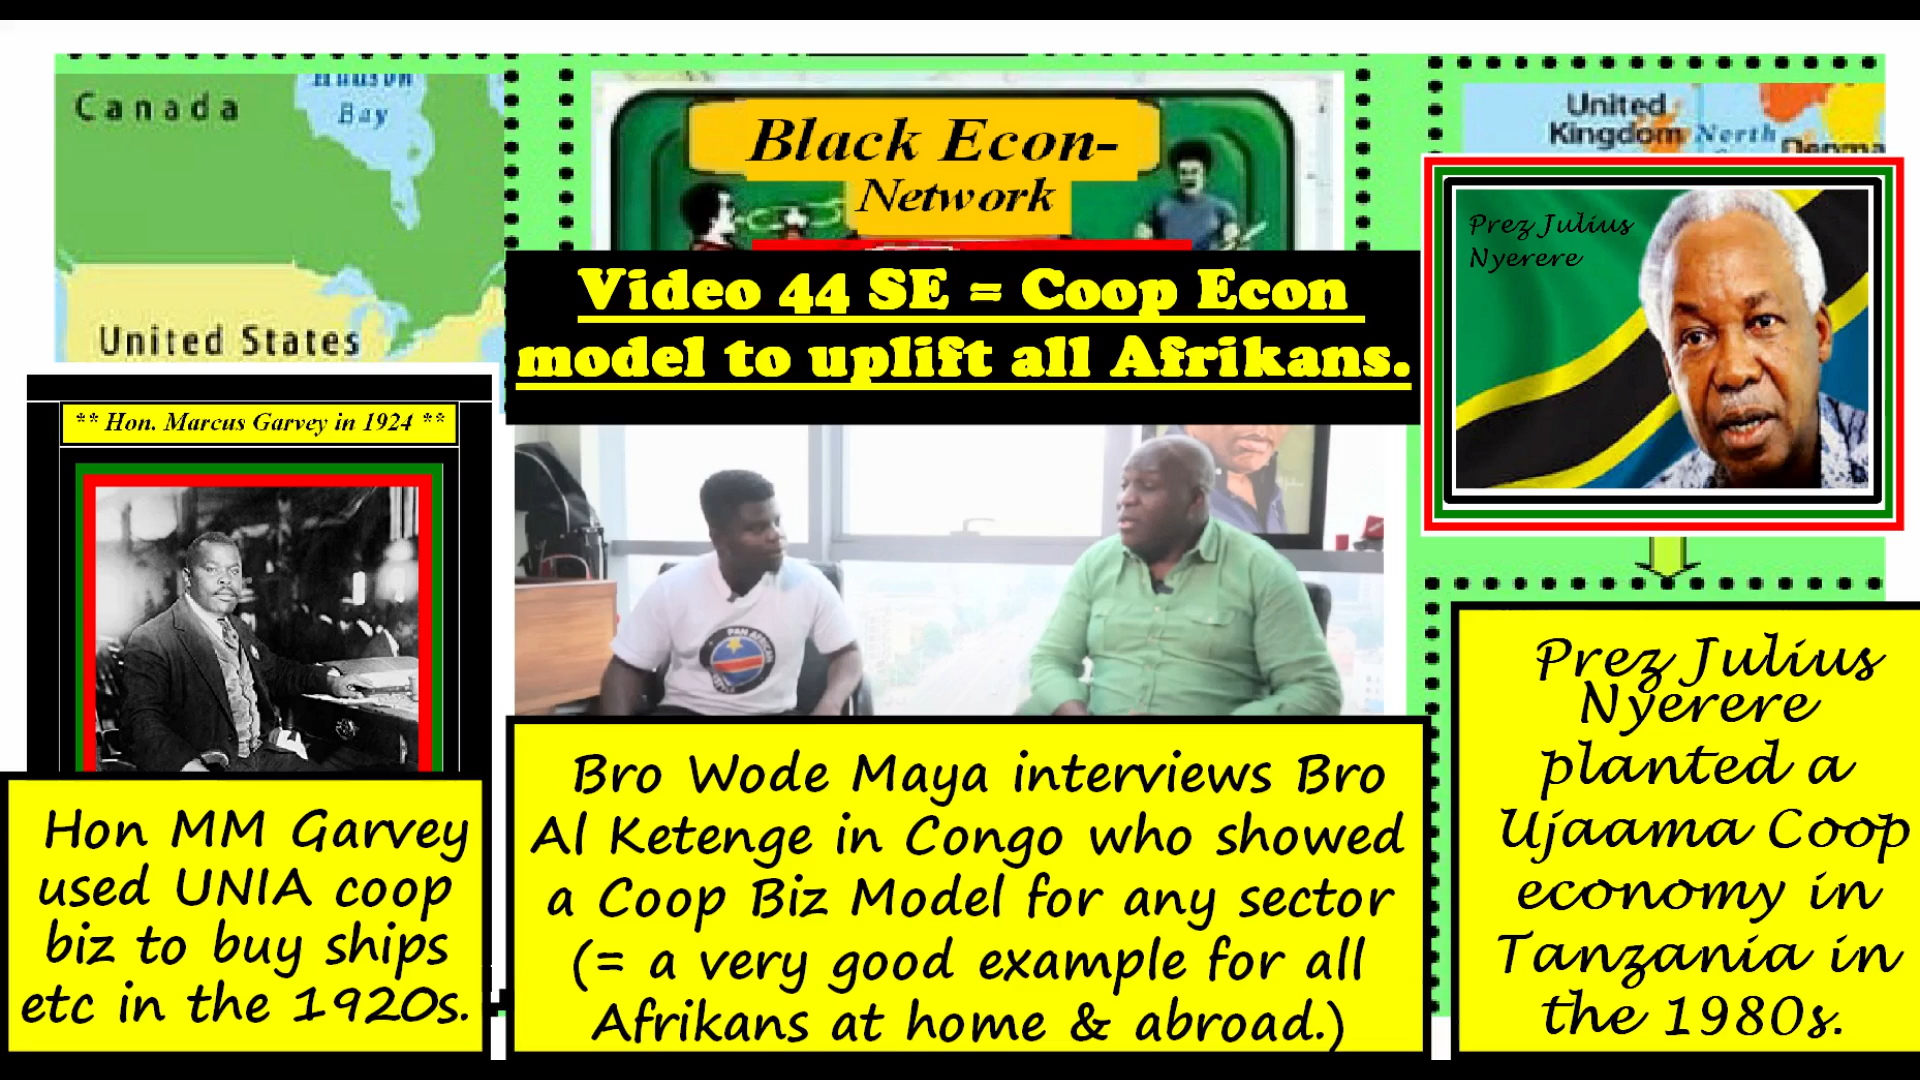 Canada
Hudson
Bay
United States
Black Econ-
Network
United
Kingdom
North
Video 44 SE = Coop Econ
model to uplift all Afrikans.
Prez Julius
Nyerere
** Hon. Marcus Garvey in 1924 **
PAN AFRICAN
Hon MM Garvey
used UNIA coop
biz to buy ships
etc in the 1920s.
Bro Wode Maya interviews Bro
Al Ketenge in Congo who showed
a Coop Biz Model for any sector
(= a very good example for all
Afrikans at home & abroad.)
Prez Julius
Nyerere
planted a
Ujaama Coop
economy in
Tanzania in
the 1980s.